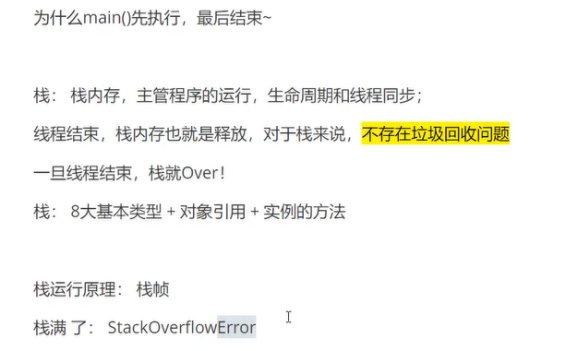 为什么main()先执行，最后结束~
栈： 栈内存，主管程序的运行，生命周期和线程同步；
线程结束，栈内存也就是释放，对于栈来说，不存在垃圾回收问题
一旦线程结束，栈就Over！
栈： 8大基本类型 + 对象引用 + 实例的方法
栈运行原理： 栈帧
栈满 了： StackOverflowError